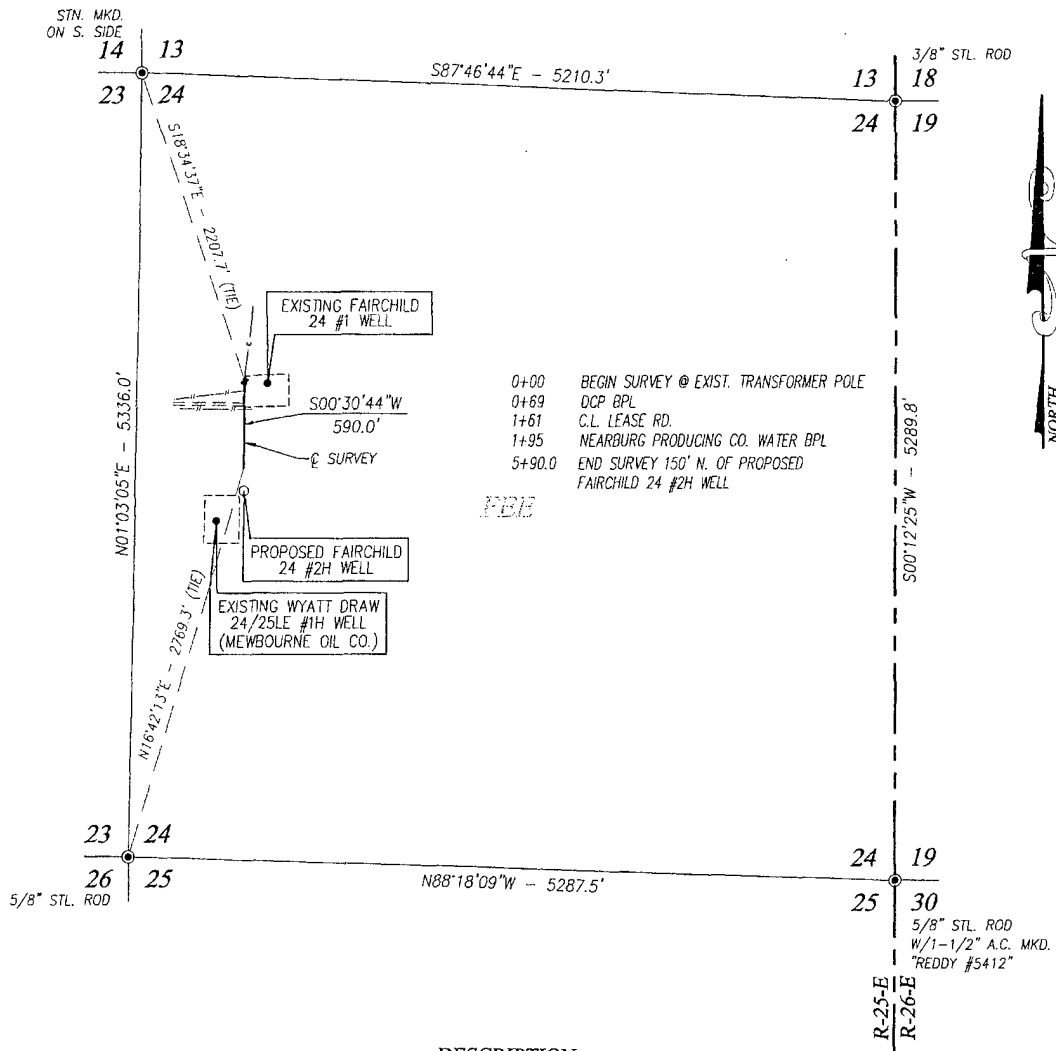 STN. MKD.
ON S. SIDE
14 13
23 24
S87°46'44"E - 5210.3'
3/8" STL. ROD
13 18
24 19
S18°34'37"E - 2207.7' (TIE)
EXISTING FAIRCHILD
24 #1 WELL
S00°30'44"W
590.0'
℄ SURVEY
0+00 BEGIN SURVEY @ EXIST. TRANSFORMER POLE
0+69 DCP BPL
1+61 C.L. LEASE RD.
1+95 NEARBURG PRODUCING CO. WATER BPL
5+90.0 END SURVEY 150' N. OF PROPOSED
FAIRCHILD 24 #2H WELL
N01°03'05"E - 5336.0'
S00°12'25"W - 5289.8'
NORTH
PROPOSED FAIRCHILD
24 #2H WELL
EXISTING WYATT DRAW
24/25LE #1H WELL
(MEWBOURNE OIL CO.)
N16°42'13"E - 2769.3' (TIE)
23 24
26 25
5/8" STL. ROD
N88°18'09"W - 5287.5'
24 19
25 30
5/8" STL. ROD
W/1-1/2" A.C. MKD.
"REDDY #5412"
R-25-E
R-26-E
DESCRIPTION